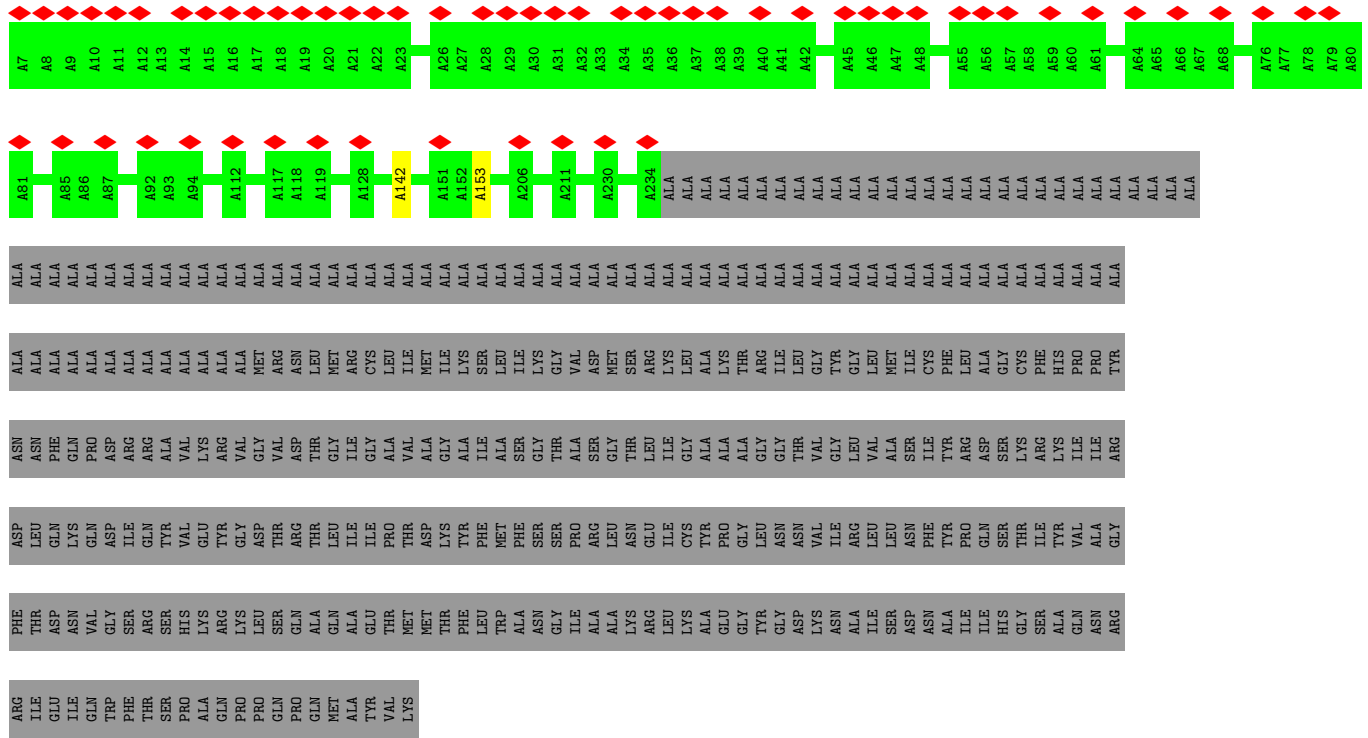 A7 A8 A9 A10 A11 A12 A13 A14 A15 A16 A17 A18 A19 A20 A21 A22 A23 A26 A27 A28 A29 A30 A31 A32 A33 A34 A35 A36 A37 A38 A39 A40 A41 A42 A45 A46 A47 A48 A55 A56 A57 A58 A59 A60 A61 A64 A65 A66 A67 A68 A76 A77 A78 A79 A80
A81 A85 A86 A87 A92 A93 A94 A112 A117 A118 A119 A128 A142 A151 A152 A153 A206 A211 A230 A234 ALA ALA ALA ALA ALA ALA ALA ALA ALA ALA ALA ALA ALA ALA ALA ALA ALA ALA ALA ALA ALA ALA ALA ALA ALA ALA ALA ALA ALA
ALA ALA ALA ALA ALA ALA ALA ALA ALA ALA ALA ALA ALA ALA ALA ALA ALA ALA ALA ALA ALA ALA ALA ALA ALA ALA ALA ALA ALA ALA ALA ALA ALA ALA ALA ALA ALA ALA ALA ALA ALA ALA ALA ALA ALA ALA ALA ALA ALA ALA ALA ALA ALA ALA ALA ALA ALA ALA ALA ALA
ALA ALA ALA ALA ALA ALA ALA ALA ALA ALA ALA ALA ALA MET ARG ASN LEU MET ARG CYS LEU ILE MET ILE LYS SER LEU ILE LYS GLY VAL ASP MET SER ARG LYS LEU ALA LYS THR ARG ILE LEU GLY TYR GLY LEU MET ILE CYS PHE LEU ALA GLY CYS PHE HIS PRO PRO TYR
ASN ASN PHE GLN PRO ASP ARG ARG ALA VAL LYS ARG VAL GLY VAL ASP THR GLY ILE GLY ALA VAL ALA GLY ALA ILE ALA SER GLY THR ALA SER GLY THR LEU ILE GLY ALA ALA ALA GLY GLY THR VAL GLY LEU VAL ALA SER ILE TYR ARG ASP SER LYS ARG LYS ILE ILE ARG
ASP LEU GLN LYS GLN ASP ILE GLN TYR VAL GLU TYR GLY ASP THR ARG THR LEU ILE ILE PRO THR ASP LYS TYR PHE MET PHE SER SER PRO ARG LEU ASN GLU ILE CYS TYR PRO GLY LEU ASN ASN VAL ILE ARG LEU LEU ASN PHE TYR PRO GLN SER THR ILE TYR VAL ALA GLY
PHE THR ASP ASN VAL GLY SER ARG SER HIS LYS ARG LYS LEU SER GLN ALA GLN ALA GLU THR MET MET THR PHE LEU TRP ALA ASN GLY ILE ALA ALA LYS ARG LEU LYS ALA GLU GLY TYR GLY ASP LYS ASN ALA ILE SER ASP ASN ALA ILE ILE HIS GLY SER ALA GLN ASN ARG
ARG ILE GLU ILE GLN TRP PHE THR SER PRO ALA GLN PRO PRO GLN PRO GLN MET ALA TYR VAL LYS